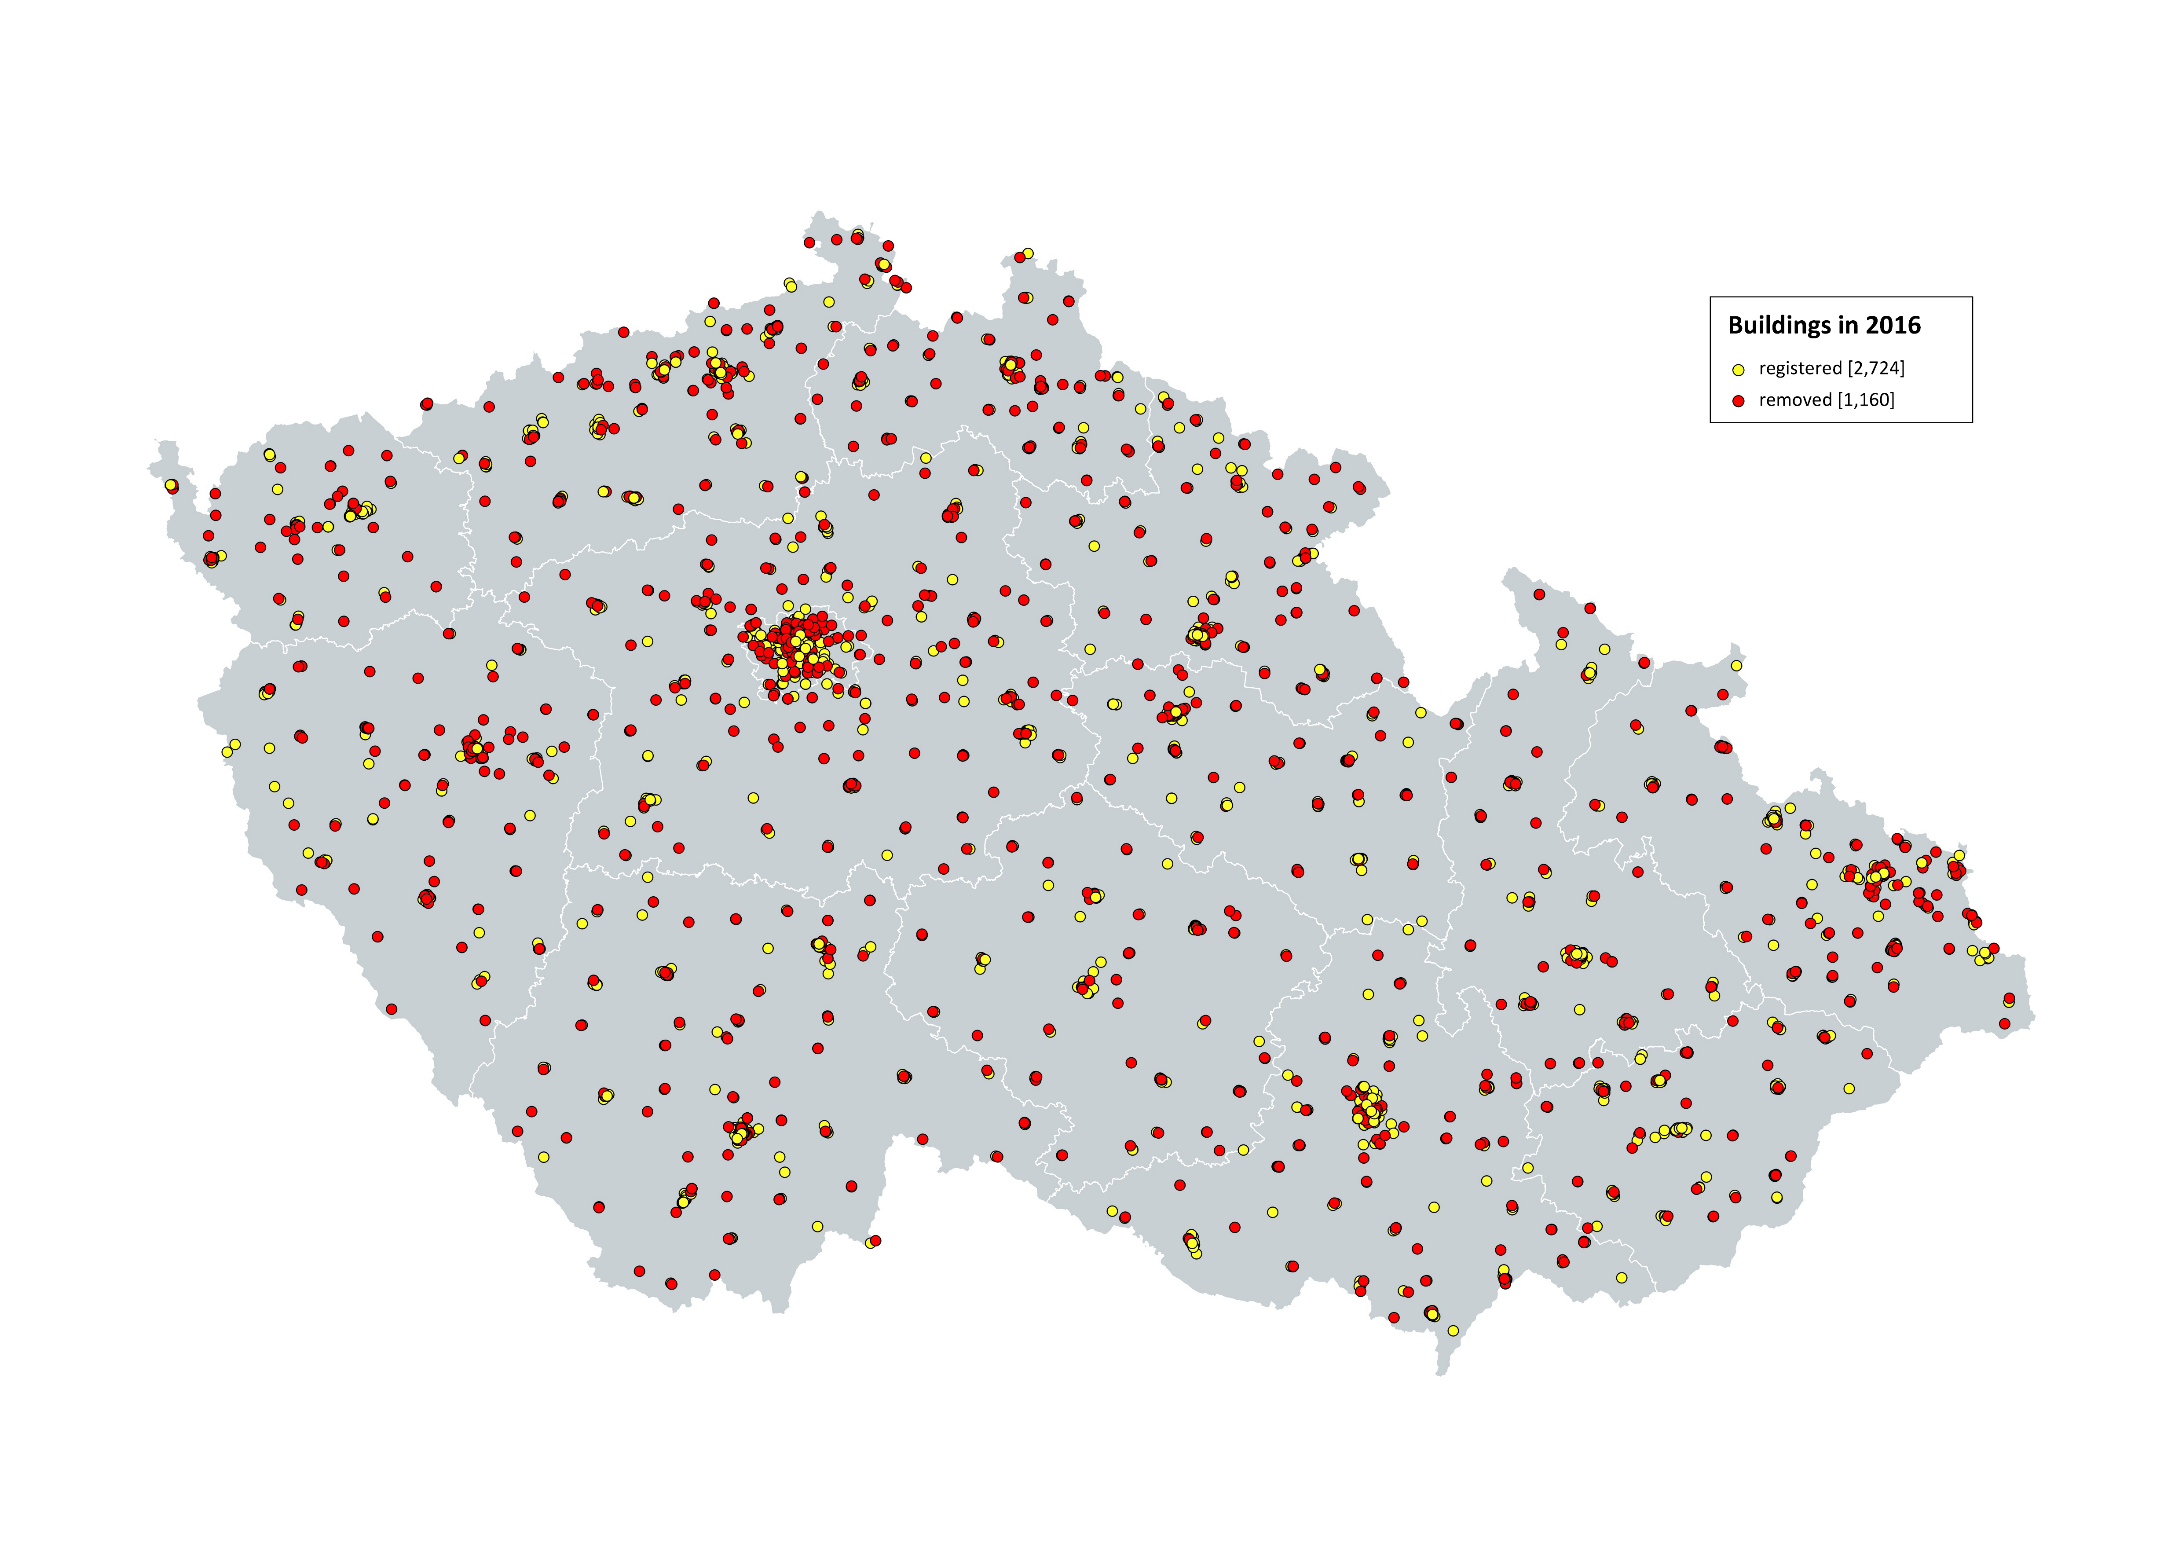 Buildings in 2016
registered [2,724]
removed [1,160]